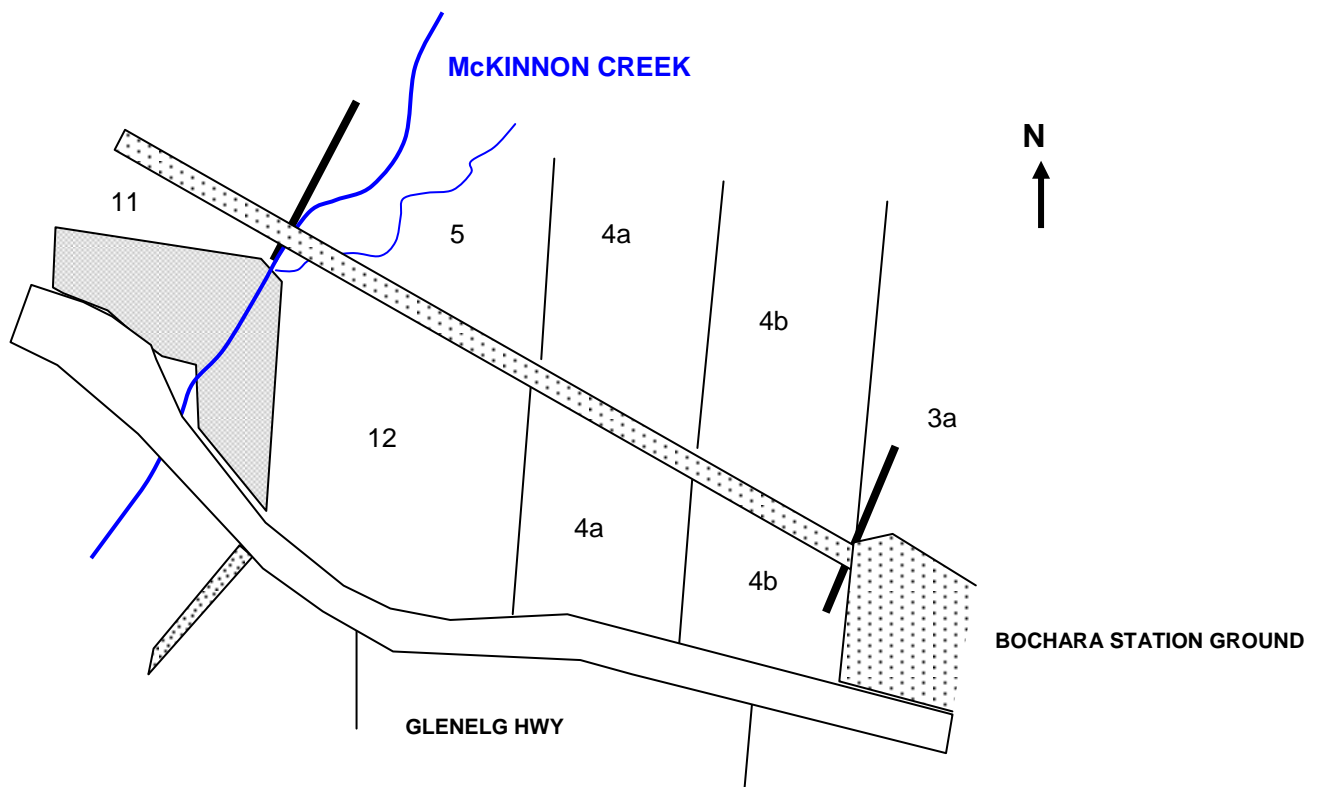 McKINNON CREEK
N
11
5
4a
4b
3a
12
4a
4b
BOCHARA STATION GROUND
GLENELG HWY